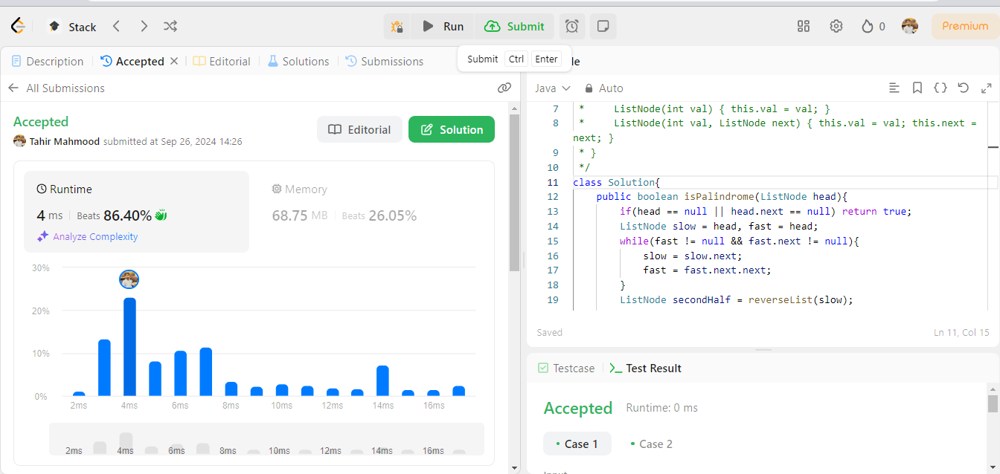 Stack
Run
Submit
0
Premium
Description
Accepted
Editorial
Solutions
Submissions
Submit Ctrl Enter
All Submissions
Java
Auto
Accepted
Tahir Mahmood submitted at Sep 26, 2024 14:26
Editorial
Solution
Runtime
4 ms
Beats 86.40%
Analyze Complexity
Memory
68.75 MB
Beats 26.05%
30%
20%
10%
0%
2ms 4ms 6ms 8ms 10ms 12ms 14ms 16ms
2ms 4ms 6ms 8ms 10ms 12ms 14ms 16ms
7 * ListNode(int val) { this.val = val; }
8 * ListNode(int val, ListNode next) { this.val = val; this.next =
next; }
9 * }
10 */
11 class Solution{
12 public boolean isPalindrome(ListNode head){
13 if(head == null || head.next == null) return true;
14 ListNode slow = head, fast = head;
15 while(fast != null && fast.next != null){
16 slow = slow.next;
17 fast = fast.next.next;
18 }
19 ListNode secondHalf = reverseList(slow);
Saved
Ln 11, Col 15
Testcase
Test Result
Accepted
Runtime: 0 ms
Case 1
Case 2